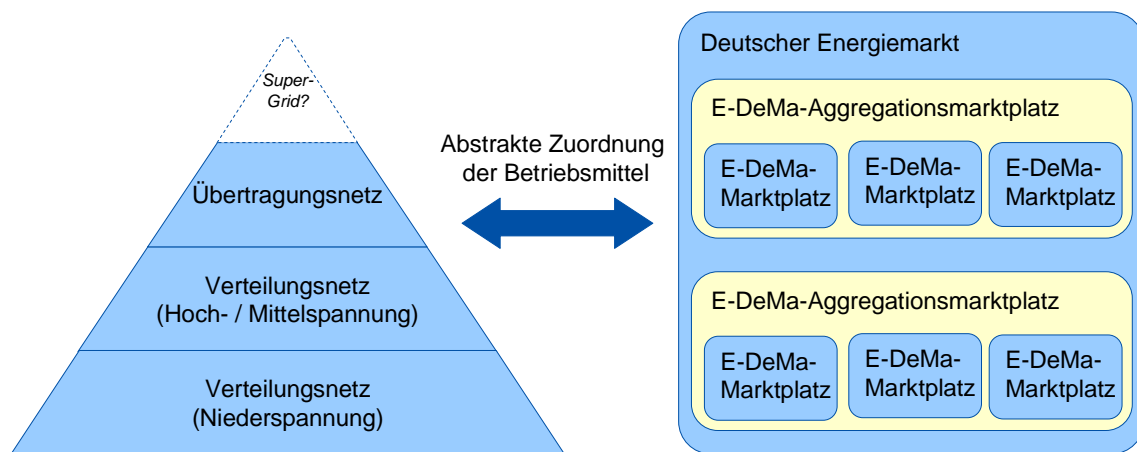 Super-
Grid?
Übertragungsnetz
Verteilungsnetz
(Hoch- / Mittelspannung)
Verteilungsnetz
(Niederspannung)
Abstrakte Zuordnung
der Betriebsmittel
Deutscher Energiemarkt
E-DeMa-Aggregationsmarktplatz
E-DeMa-
Marktplatz
E-DeMa-
Marktplatz
E-DeMa-
Marktplatz
E-DeMa-Aggregationsmarktplatz
E-DeMa-
Marktplatz
E-DeMa-
Marktplatz
E-DeMa-
Marktplatz